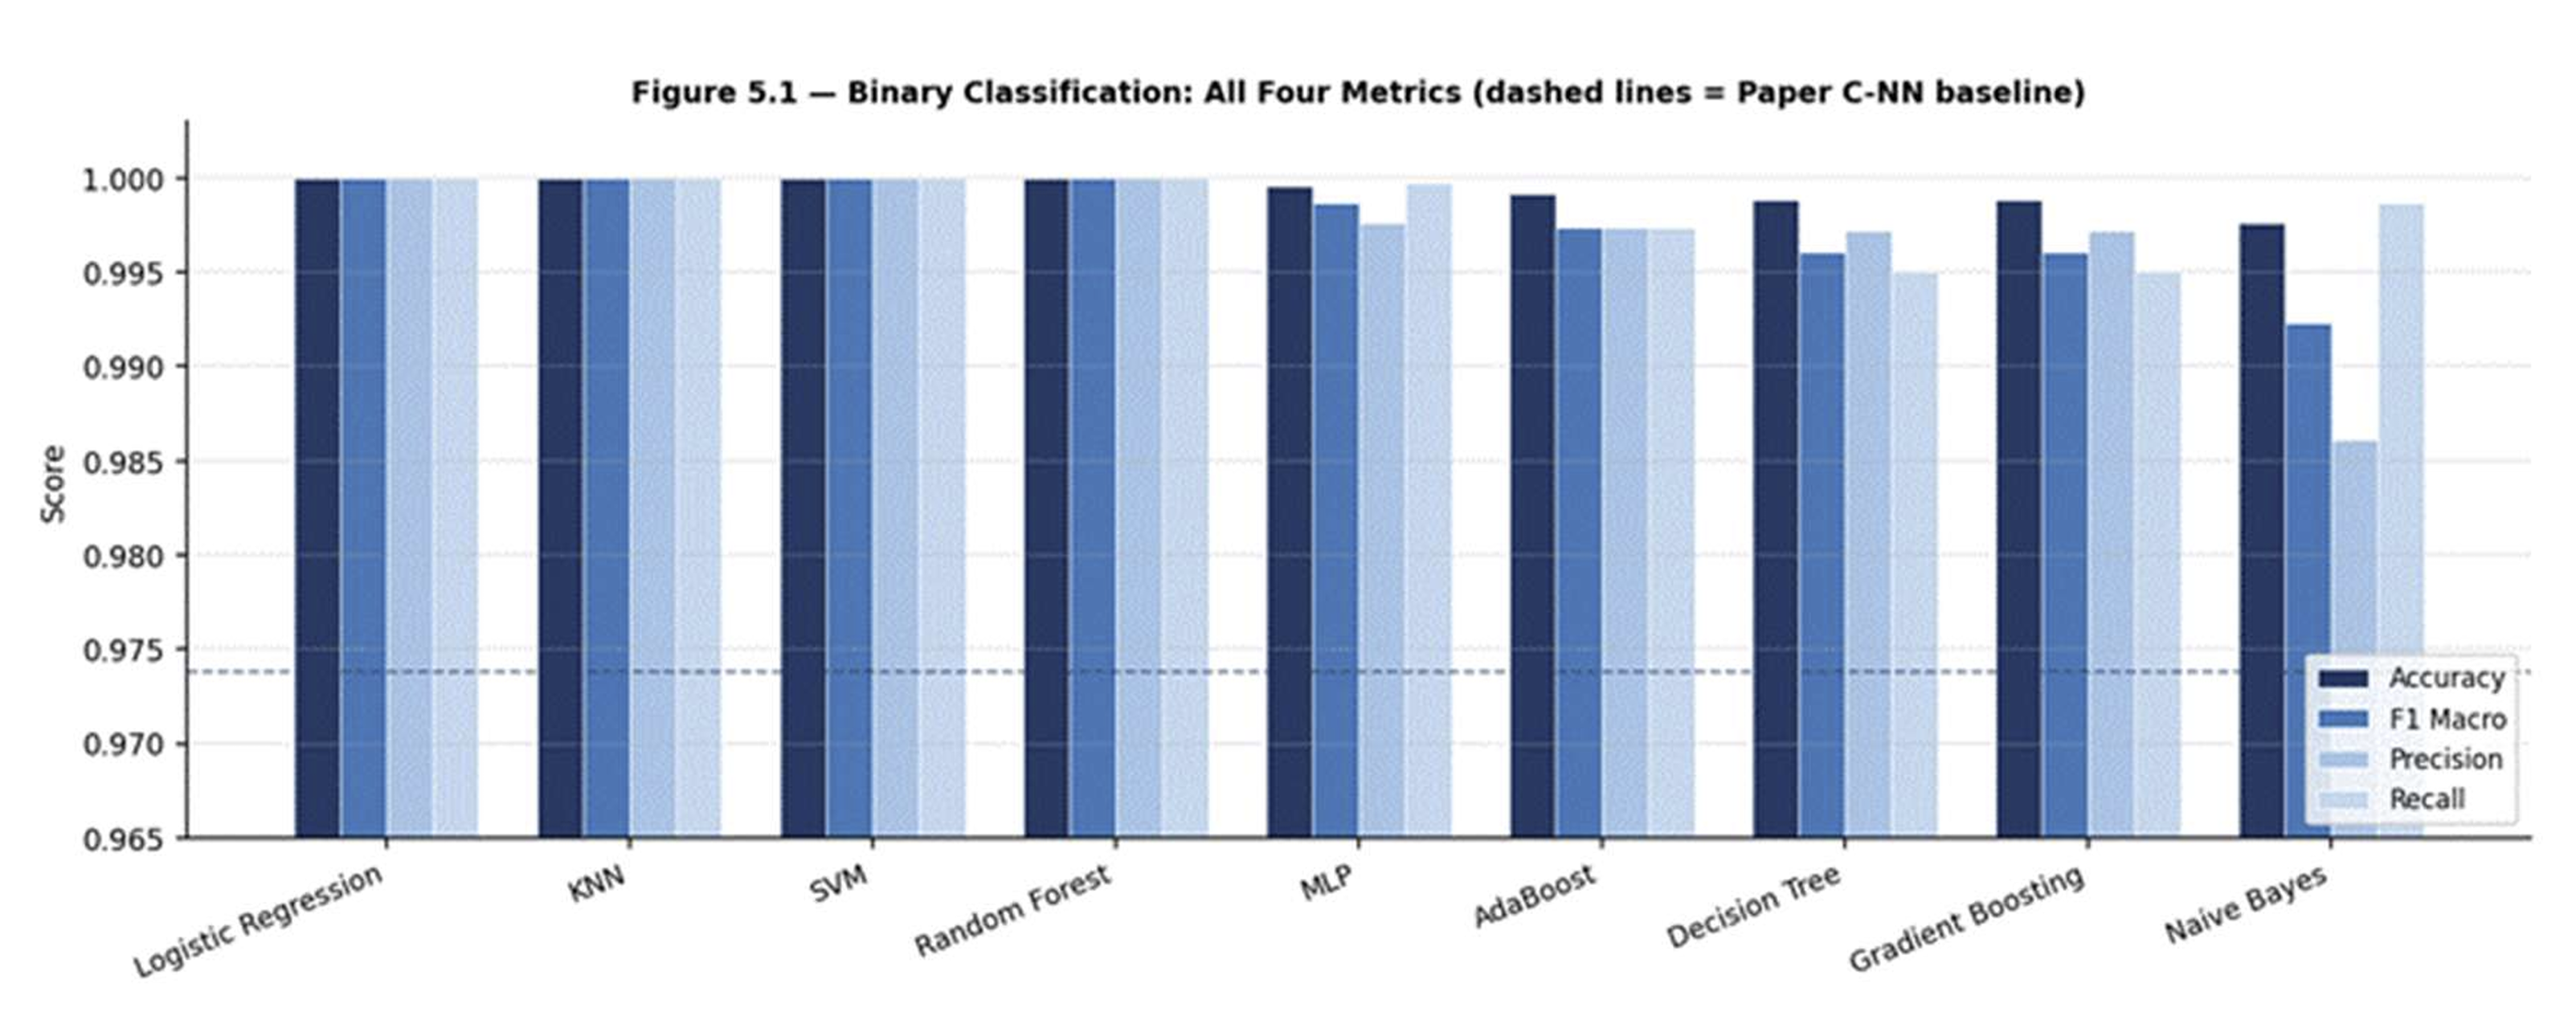 Figure 5.1 — Binary Classification: All Four Metrics (dashed lines = Paper C-NN baseline)
1.000
0.995
0.990
0.985
0.980
0.975
0.970
0.965
Score
Accuracy
F1 Macro
Precision
Recall
Logistic Regression
KNN
SVM
Random Forest
MLP
AdaBoost
Decision Tree
Gradient Boosting
Naive Bayes